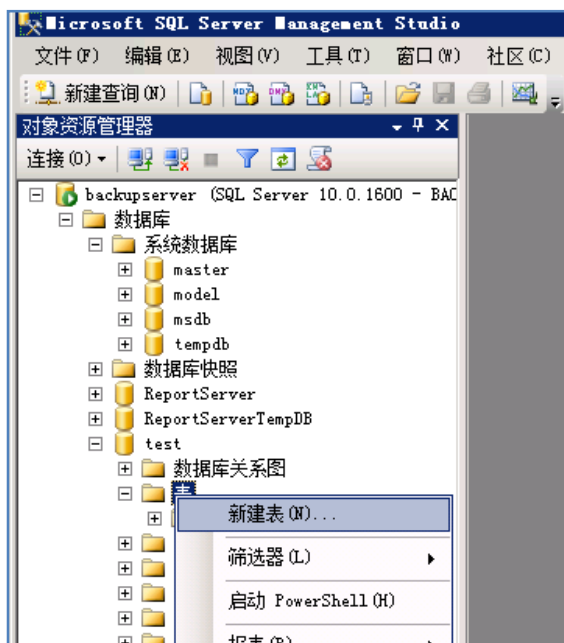 Microsoft SQL Server Management Studio
文件(F) 编辑(E) 视图(V) 工具(T) 窗口(W) 社区(C)
新建查询(N)
对象资源管理器
连接(O)
backupserver (SQL Server 10.0.1600 - BAC
数据库
系统数据库
master
model
msdb
tempdb
数据库快照
ReportServer
ReportServerTempDB
test
数据库关系图
表
新建表(N)...
筛选器(L)
启动 PowerShell(H)
报表(P)